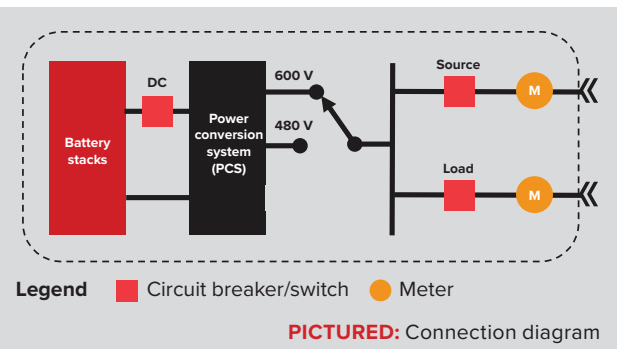 DC
Battery
stacks
Power
conversion
system
(PCS)
600 V
480 V
Source
M
Load
M
Legend Circuit breaker/switch Meter
PICTURED: Connection diagram